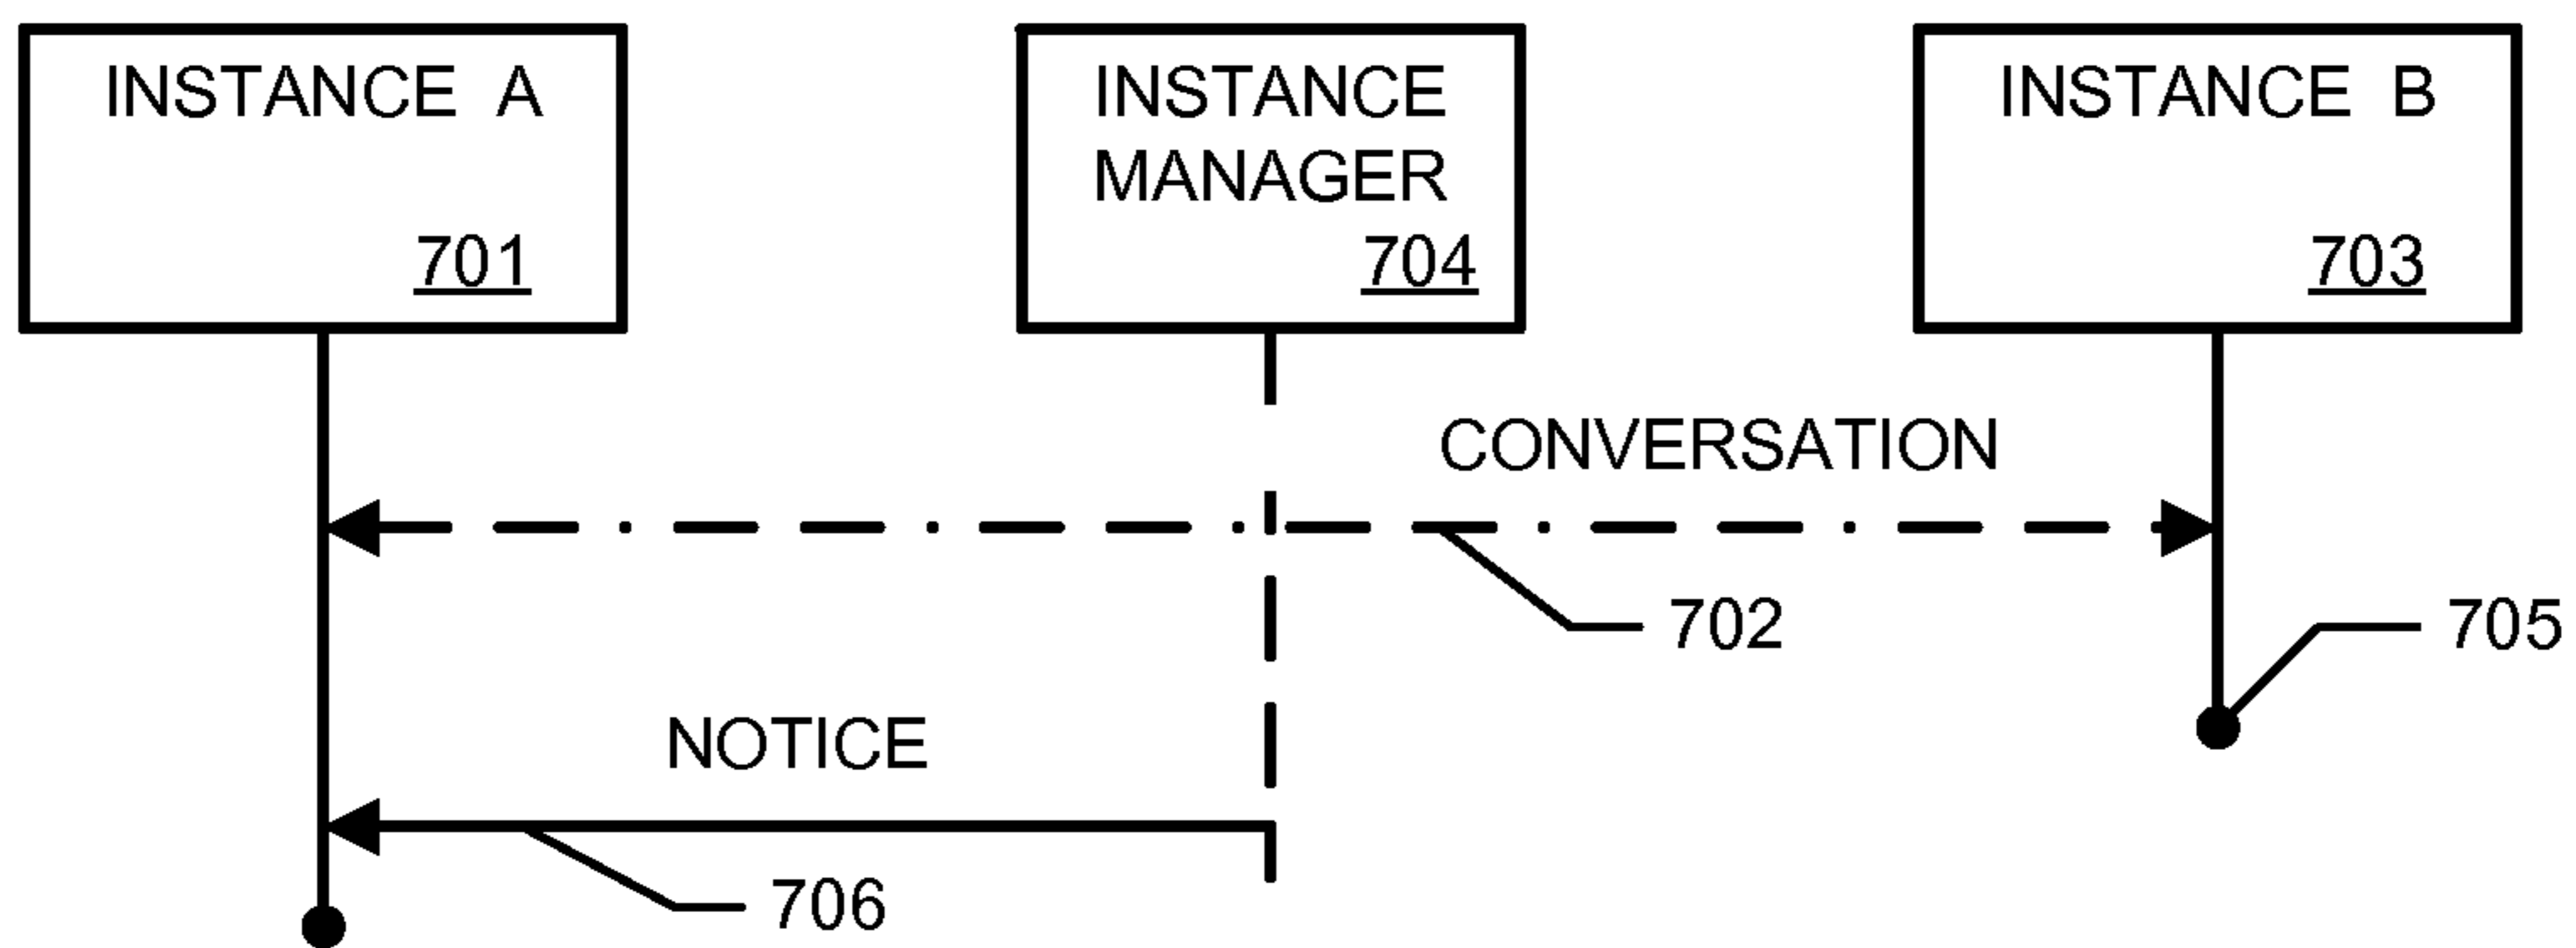 INSTANCE A
701
INSTANCE
MANAGER
704
INSTANCE B
703
CONVERSATION
702
705
NOTICE
706